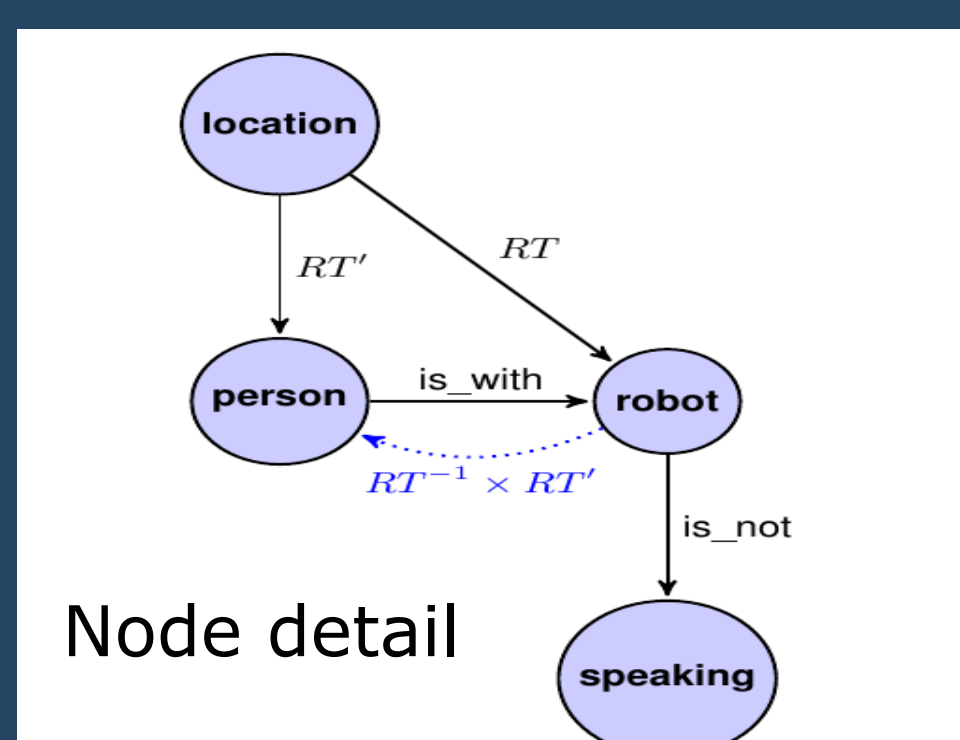 location
RT
RT′
is_with
person
robot
RT⁻¹ × RT′
is_not
Node detail
speaking